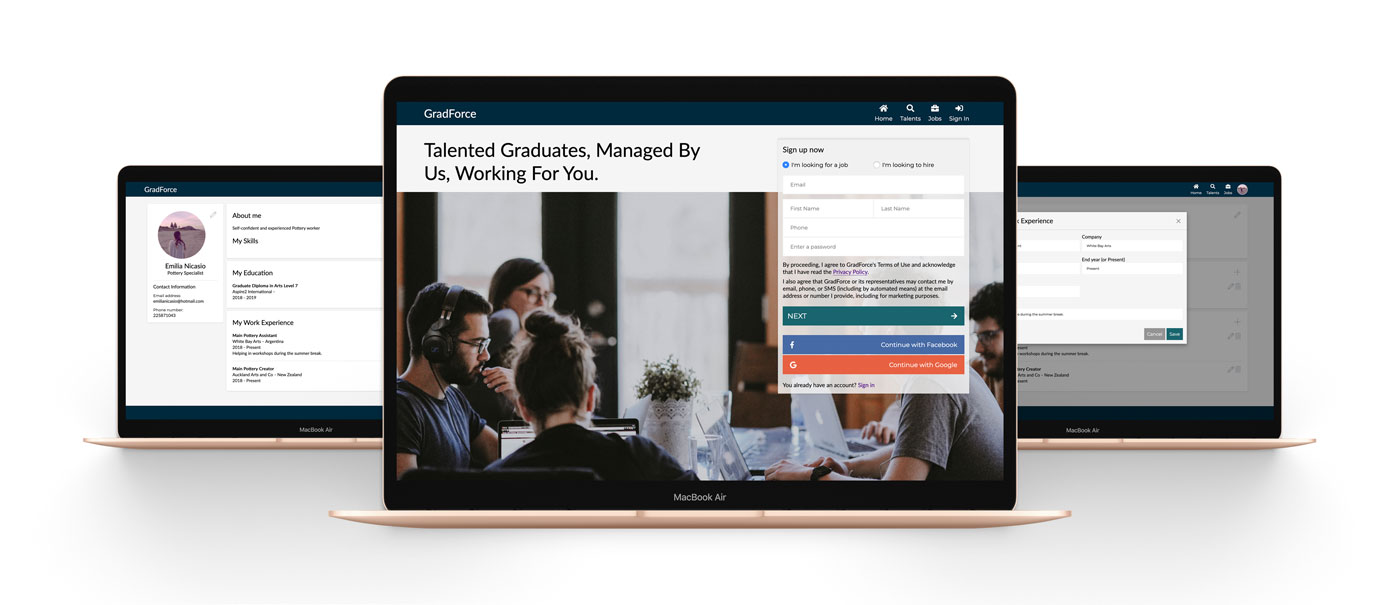 GradForce
Home Talents Jobs Sign In
Talented Graduates, Managed By
Us, Working For You.
Sign up now
I'm looking for a job
I'm looking to hire
Email
First Name
Last Name
Phone
Enter a password
By proceeding, I agree to GradForce's Terms of Use and acknowledge
that I have read the Privacy Policy.
I also agree that GradForce or its representatives may contact me by
email, phone, or SMS (including by automated means) at the email
address or number I provide, including for marketing purposes.
NEXT
Continue with Facebook
Continue with Google
You already have an account? Sign in
MacBook Air
GradForce
Emilia Nicasio
Pottery Specialist
Contact Information
Email address:
emilianicasio@hotmail.com
Phone number:
225871043
About me
Self-confident and experienced Pottery worker
My Skills
My Education
Graduate Diploma in Arts Level 7
Aspire2 International -
2018 - 2019
My Work Experience
Main Pottery Assistant
White Bay Arts - Argentina
2018 - Present
Helping in workshops during the summer break.
Main Pottery Creator
Auckland Arts and Co - New Zealand
2018 - Present
MacBook Air
Home Talents Jobs
Experience
Company
White Bay Arts
End year (or Present)
Present
during the summer break.
Cancel
Save
Present
workshops during the summer break.
Creator
Arts and Co - New Zealand
MacBook Air